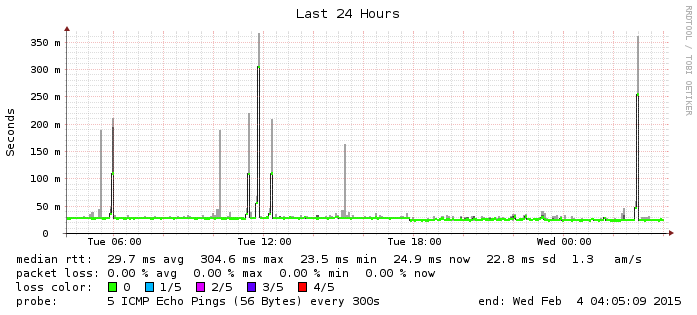 Last 24 Hours
RRDTOOL / TOBI OETIKER
Seconds
350 m
300 m
250 m
200 m
150 m
100 m
50 m
0
Tue 06:00 Tue 12:00 Tue 18:00 Wed 00:00
median rtt: 29.7 ms avg 304.6 ms max 23.5 ms min 24.9 ms now 22.8 ms sd 1.3 am/s
packet loss: 0.00 % avg 0.00 % max 0.00 % min 0.00 % now
loss color: 0 1/5 2/5 3/5 4/5
probe: 5 ICMP Echo Pings (56 Bytes) every 300s end: Wed Feb 4 04:05:09 2015